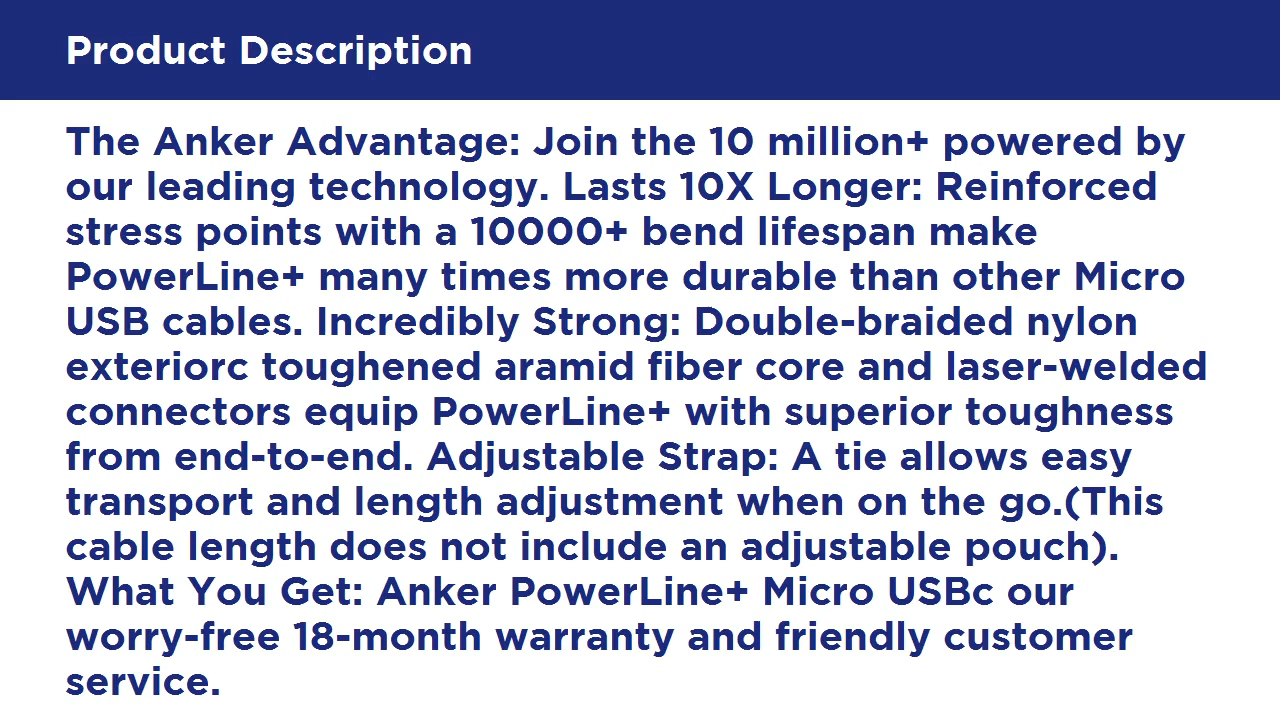 Product Description
The Anker Advantage: Join the 10 million+ powered by
our leading technology. Lasts 10X Longer: Reinforced
stress points with a 10000+ bend lifespan make
PowerLine+ many times more durable than other Micro
USB cables. Incredibly Strong: Double-braided nylon
exteriorc toughened aramid fiber core and laser-welded
connectors equip PowerLine+ with superior toughness
from end-to-end. Adjustable Strap: A tie allows easy
transport and length adjustment when on the go.(This
cable length does not include an adjustable pouch).
What You Get: Anker PowerLine+ Micro USBc our
worry-free 18-month warranty and friendly customer
service.